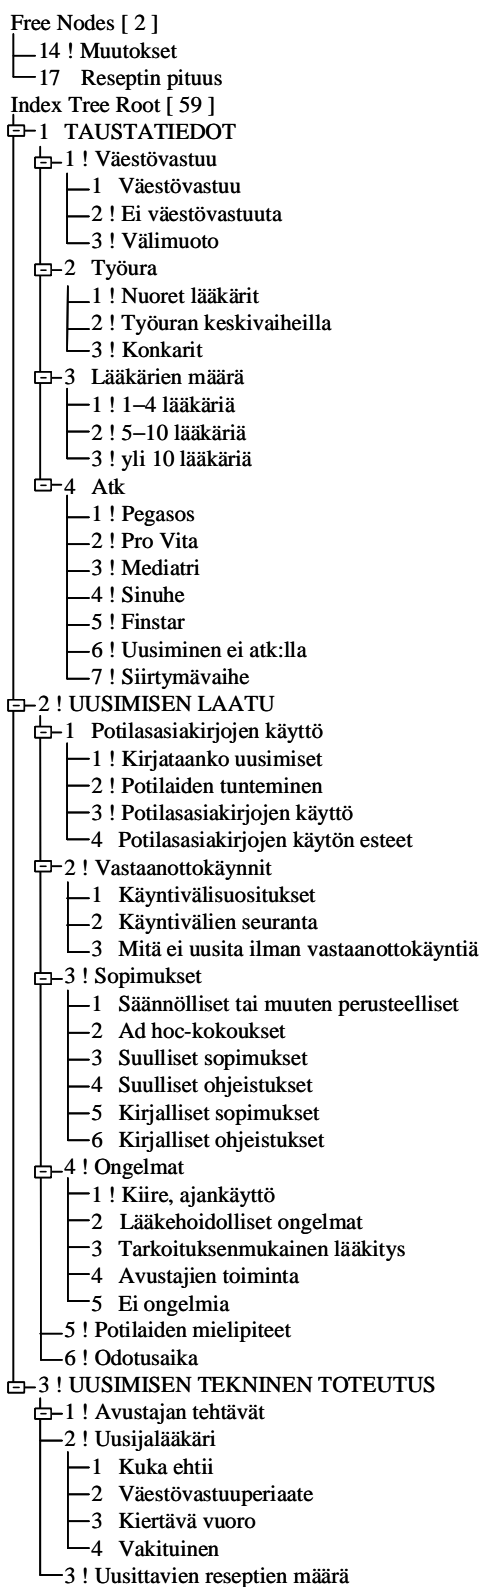 Free Nodes [ 2 ]
14 ! Muutokset
17 Reseptin pituus
Index Tree Root [ 59 ]
1 TAUSTATIEDOT
1 ! Väestövastuu
1 Väestövastuu
2 ! Ei väestövastuuta
3 ! Välimuoto
2 Työura
1 ! Nuoret lääkärit
2 ! Työuran keskivaiheilla
3 ! Konkarit
3 Lääkärien määrä
1 ! 1–4 lääkäriä
2 ! 5–10 lääkäriä
3 ! yli 10 lääkäriä
4 Atk
1 ! Pegasos
2 ! Pro Vita
3 ! Mediatri
4 ! Sinuhe
5 ! Finstar
6 ! Uusiminen ei atk:lla
7 ! Siirtymävaihe
2 ! UUSIMISEN LAATU
1 Potilasasiakirjojen käyttö
1 ! Kirjataanko uusimiset
2 ! Potilaiden tunteminen
3 ! Potilasasiakirjojen käyttö
4 Potilasasiakirjojen käytön esteet
2 ! Vastaanottokäynnit
1 Käyntivälisuositukset
2 Käyntivälien seuranta
3 Mitä ei uusita ilman vastaanottokäyntiä
3 ! Sopimukset
1 Säännölliset tai muuten perusteelliset
2 Ad hoc-kokoukset
3 Suulliset sopimukset
4 Suulliset ohjeistukset
5 Kirjalliset sopimukset
6 Kirjalliset ohjeistukset
4 ! Ongelmat
1 ! Kiire, ajankäyttö
2 Lääkehoidolliset ongelmat
3 Tarkoituksenmukainen lääkitys
4 Avustajien toiminta
5 Ei ongelmia
5 ! Potilaiden mielipiteet
6 ! Odotusaika
3 ! UUSIMISEN TEKNINEN TOTEUTUS
1 ! Avustajan tehtävät
2 ! Uusijalääkäri
1 Kuka ehtii
2 Väestövastuuperiaate
3 Kiertävä vuoro
4 Vakituinen
3 ! Uusittavien reseptien määrä